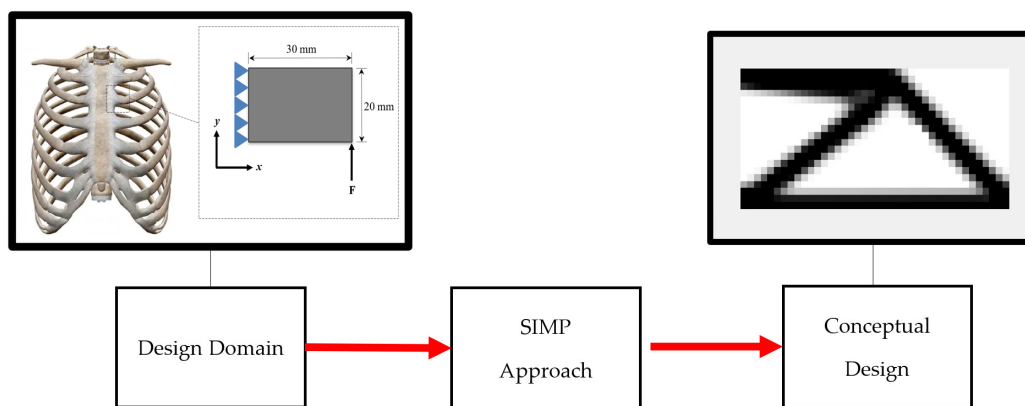 30 mm
20 mm
y
x
F
Design Domain
SIMP
Approach
Conceptual
Design